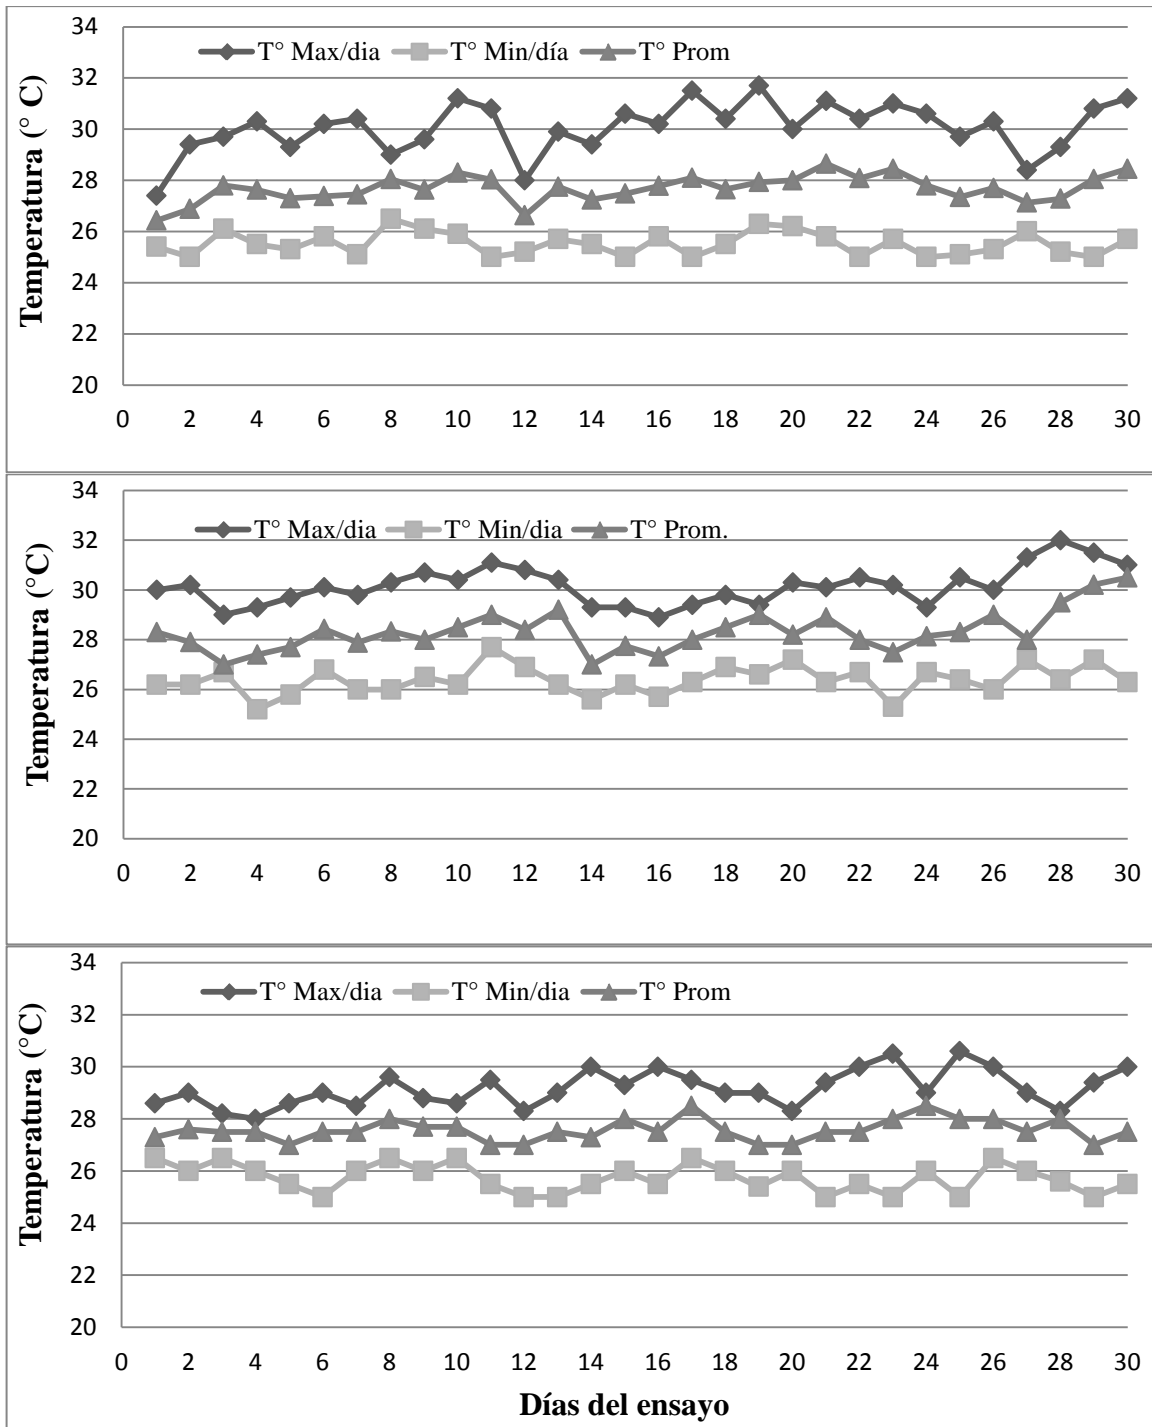 34
T° Max/dia T° Min/día T° Prom
32
30
28
26
24
22
20
Temperatura (° C)
0 2 4 6 8 10 12 14 16 18 20 22 24 26 28 30
34
T° Max/dia T° Min/dia T° Prom.
32
30
28
26
24
22
20
Temperatura (°C)
0 2 4 6 8 10 12 14 16 18 20 22 24 26 28 30
34
T° Max/dia T° Min/dia T° Prom
32
30
28
26
24
22
20
Temperatura (°C)
0 2 4 6 8 10 12 14 16 18 20 22 24 26 28 30
Días del ensayo